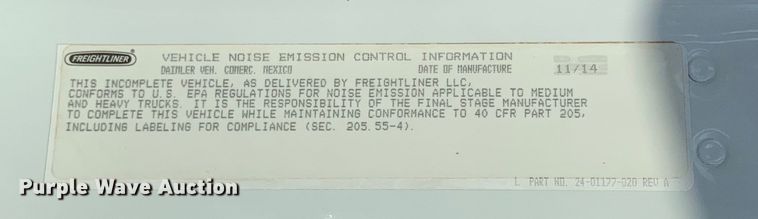 FREIGHTLINER VEHICLE NOISE EMISSION CONTROL INFORMATION
DAIMLER VEH. COMERC. MEXICO DATE OF MANUFACTURE 11/14
THIS INCOMPLETE VEHICLE, AS DELIVERED BY FREIGHTLINER LLC,
CONFORMS TO U.S. EPA REGULATIONS FOR NOISE EMISSION APPLICABLE TO MEDIUM
AND HEAVY TRUCKS. IT IS THE RESPONSIBILITY OF THE FINAL STAGE MANUFACTURER
TO COMPLETE THIS VEHICLE WHILE MAINTAINING CONFORMANCE TO 40 CFR PART 205,
INCLUDING LABELING FOR COMPLIANCE (SEC. 205.55-4).
L PART NO. 24-01177-020 REV A
Purple Wave Auction